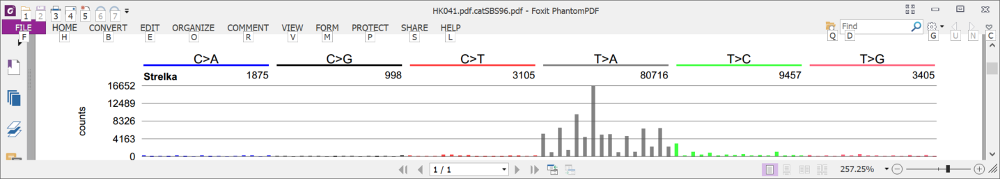 HK041.pdf.catSBS96.pdf - Foxit PhantomPDF
1 2 3 4 5 6 7
FILE HOME CONVERT EDIT ORGANIZE COMMENT VIEW FORM PROTECT SHARE HELP Find
F H B E O R V M P S L Q D G U N C
C>A C>G C>T T>A T>C T>G
Strelka 1875 998 3105 80716 9457 3405
16652
12489
8326
4163
0
counts
1 / 1 257.25%